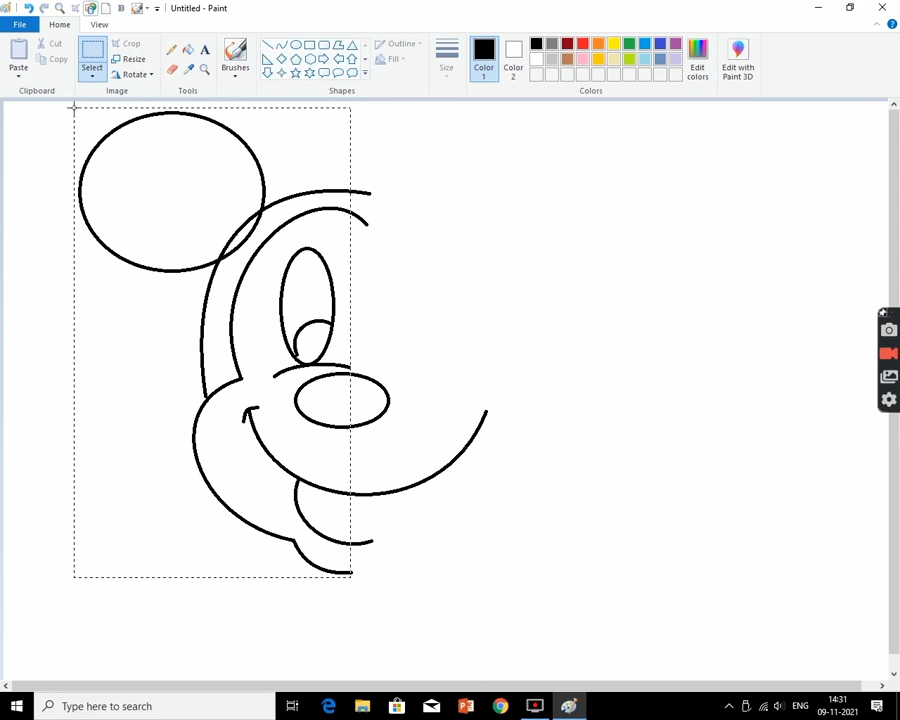 Untitled - Paint
File
Home
View
Paste
Cut
Copy
Clipboard
Select
Crop
Resize
Rotate
Image
A
Tools
Brushes
Outline
Fill
Shapes
Size
Color 1
Color 2
Edit colors
Colors
Edit with Paint 3D
Type here to search
ENG
14:31
09-11-2021